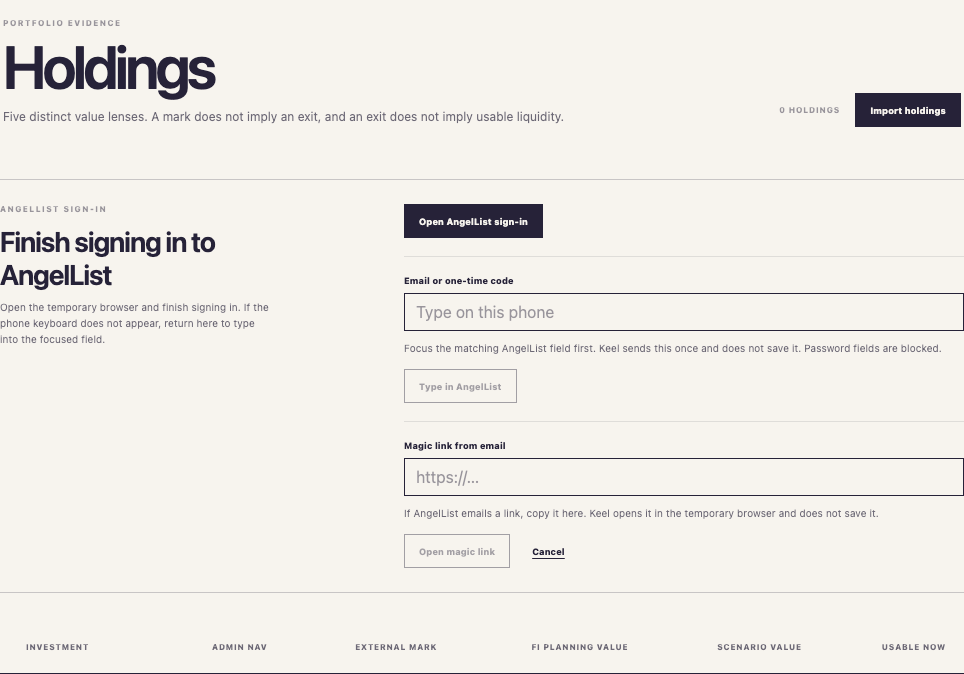 PORTFOLIO EVIDENCE
Holdings
Five distinct value lenses. A mark does not imply an exit, and an exit does not imply usable liquidity.
0 HOLDINGS
Import holdings
ANGELLIST SIGN-IN
Finish signing in to
AngelList
Open the temporary browser and finish signing in. If the
phone keyboard does not appear, return here to type
into the focused field.
Open AngelList sign-in
Email or one-time code
Type on this phone
Focus the matching AngelList field first. Keel sends this once and does not save it. Password fields are blocked.
Type in AngelList
Magic link from email
https://...
If AngelList emails a link, copy it here. Keel opens it in the temporary browser and does not save it.
Open magic link
Cancel
INVESTMENT
ADMIN NAV
EXTERNAL MARK
FI PLANNING VALUE
SCENARIO VALUE
USABLE NOW